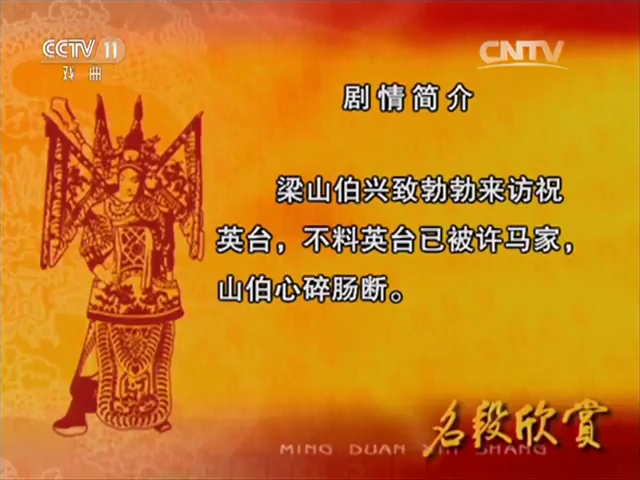 CCTV 11
戏曲
CNTV
剧情简介
梁山伯兴致勃勃来访祝
英台，不料英台已被许马家，
山伯心碎肠断。
名段欣赏
MING DUAN XIN SHANG